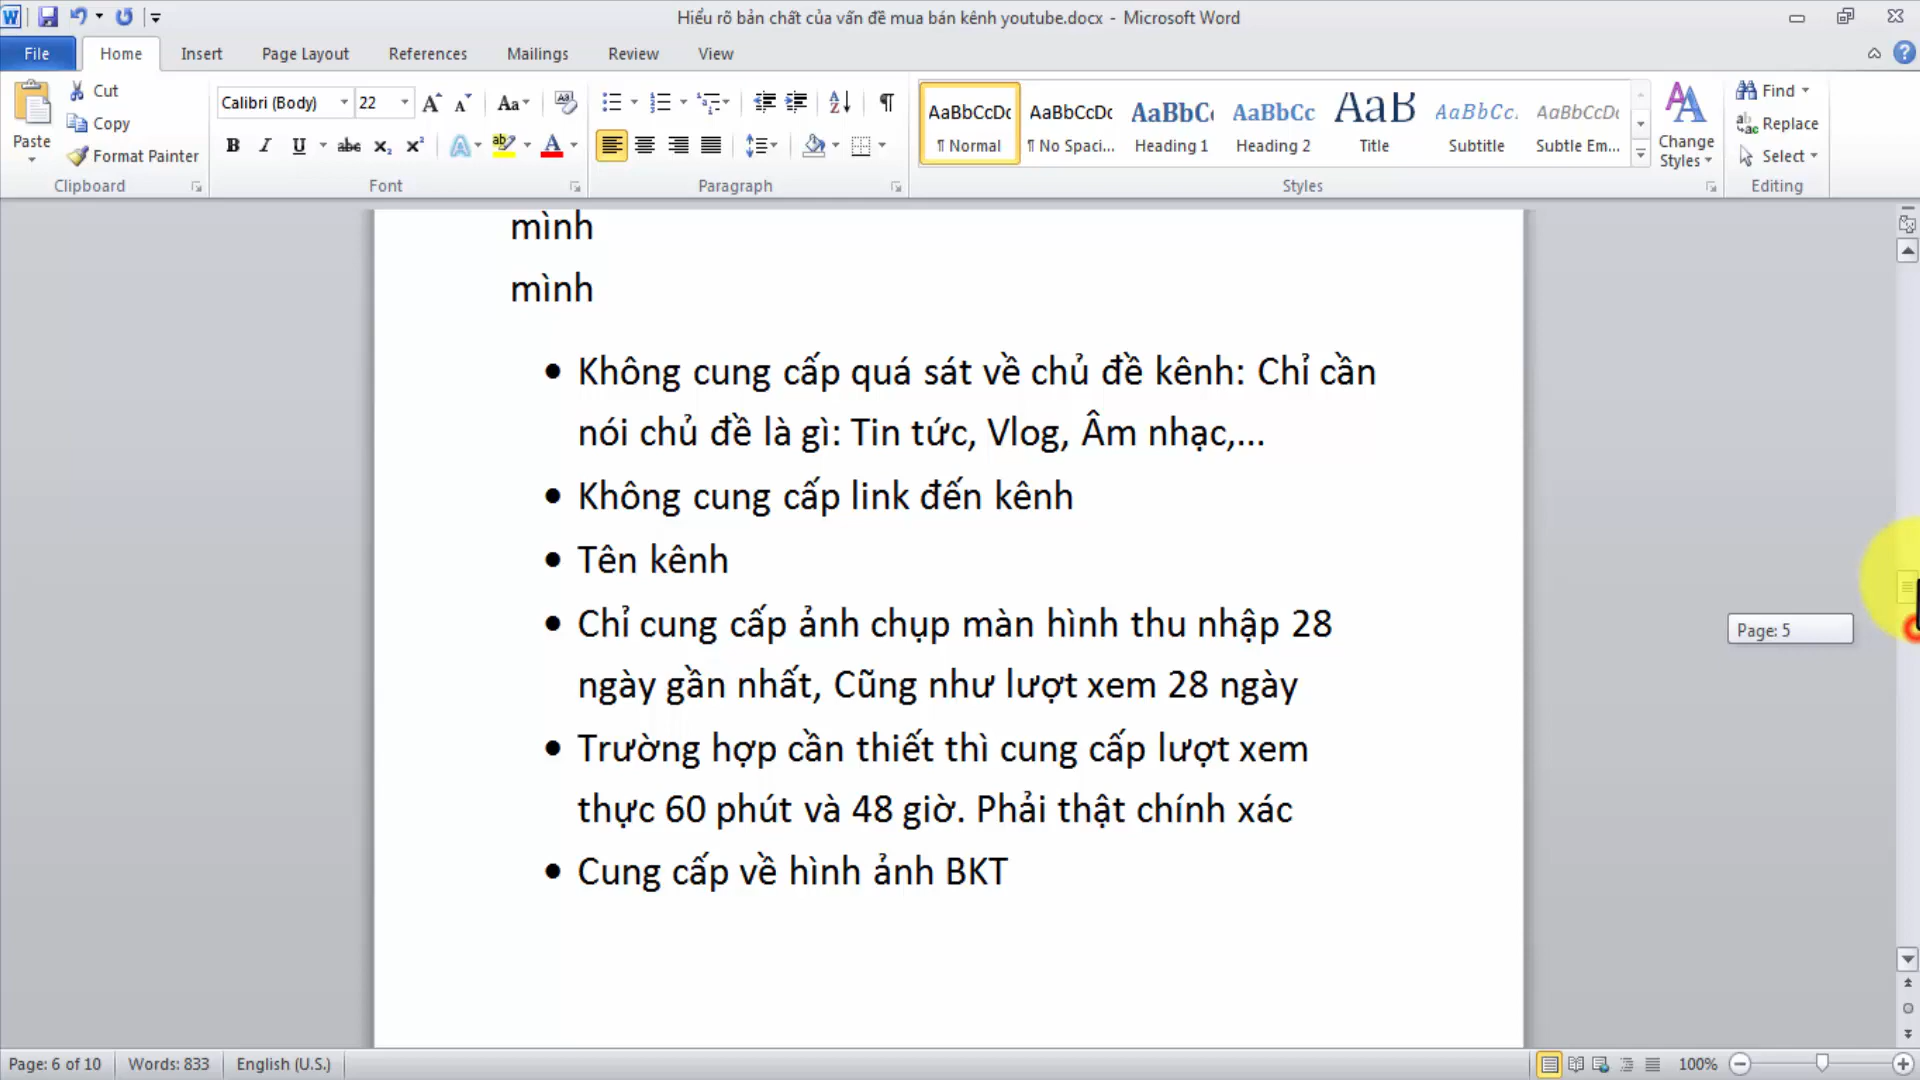 Hiểu rõ bản chất của vấn đề mua bán kênh youtube.docx - Microsoft Word
File Home Insert Page Layout References Mailings Review View
Paste
Cut
Copy
Format Painter
Clipboard
Calibri (Body) 22
Font
Paragraph
AaBbCcDc AaBbCcDc AaBbC AaBbCc AaB AaBbCc. AaBbCcDc
¶ Normal ¶ No Spaci... Heading 1 Heading 2 Title Subtitle Subtle Em...
Change Styles
Styles
Find
Replace
Select
Editing
mình
mình
• Không cung cấp quá sát về chủ đề kênh: Chỉ cần
nói chủ đề là gì: Tin tức, Vlog, Âm nhạc,...
• Không cung cấp link đến kênh
• Tên kênh
• Chỉ cung cấp ảnh chụp màn hình thu nhập 28
ngày gần nhất, Cũng như lượt xem 28 ngày
• Trường hợp cần thiết thì cung cấp lượt xem
thực 60 phút và 48 giờ. Phải thật chính xác
• Cung cấp về hình ảnh BKT
Page: 5
Page: 6 of 10 Words: 833 English (U.S.) 100%